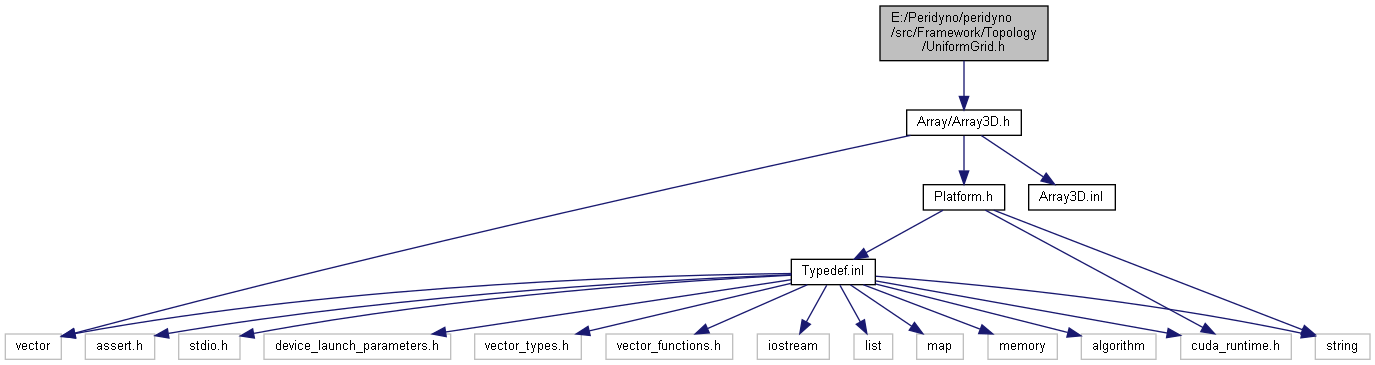 E:/Peridyno/peridyno
/src/Framework/Topology
/UniformGrid.h
Array/Array3D.h
Platform.h
Array3D.inl
Typedef.inl
vector
assert.h
stdio.h
device_launch_parameters.h
vector_types.h
vector_functions.h
iostream
list
map
memory
algorithm
cuda_runtime.h
string